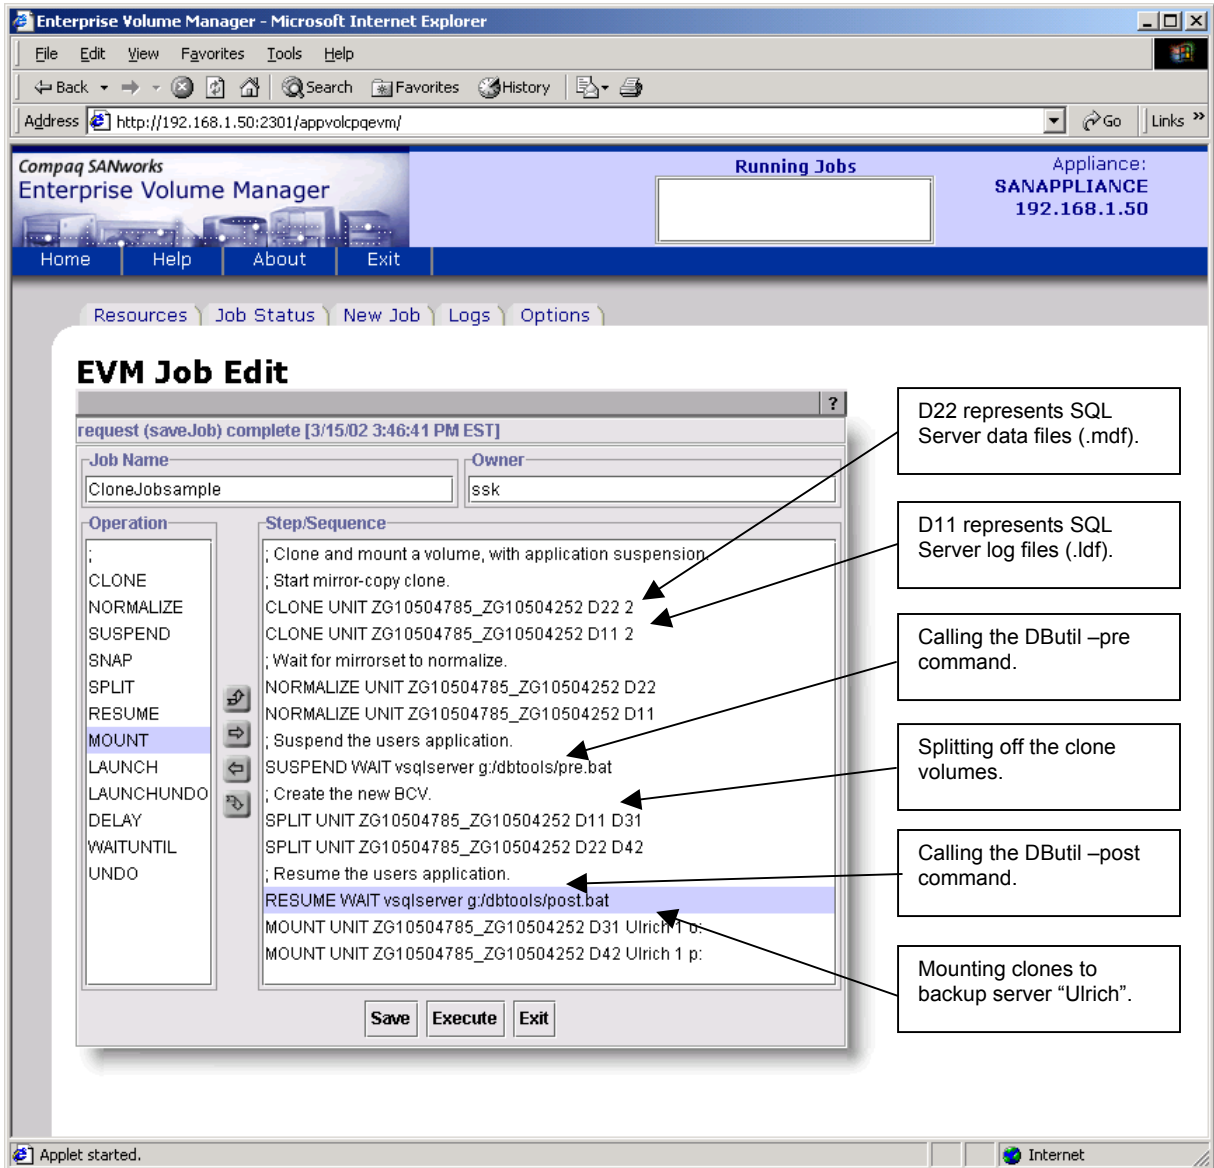 Enterprise Volume Manager - Microsoft Internet Explorer
File Edit View Favorites Tools Help
Back Search Favorites History
Address http://192.168.1.50:2301/appvolcpqevm/ Go Links »
Compaq SANworks
Enterprise Volume Manager
Running Jobs
Appliance:
SANAPPLIANCE
192.168.1.50
Home Help About Exit
Resources Job Status New Job Logs Options
EVM Job Edit
?
request (saveJob) complete [3/15/02 3:46:41 PM EST]
Job Name
CloneJobsample
Owner
ssk
Operation
;
CLONE
NORMALIZE
SUSPEND
SNAP
SPLIT
RESUME
MOUNT
LAUNCH
LAUNCHUNDO
DELAY
WAITUNTIL
UNDO
Step/Sequence
; Clone and mount a volume, with application suspension.
; Start mirror-copy clone.
CLONE UNIT ZG10504785_ZG10504252 D22 2
CLONE UNIT ZG10504785_ZG10504252 D11 2
; Wait for mirrorset to normalize.
NORMALIZE UNIT ZG10504785_ZG10504252 D22
NORMALIZE UNIT ZG10504785_ZG10504252 D11
; Suspend the users application.
SUSPEND WAIT vsqlserver g:/dbtools/pre.bat
; Create the new BCV.
SPLIT UNIT ZG10504785_ZG10504252 D11 D31
SPLIT UNIT ZG10504785_ZG10504252 D22 D42
; Resume the users application.
RESUME WAIT vsqlserver g:/dbtools/post.bat
MOUNT UNIT ZG10504785_ZG10504252 D31 Ulrich 1 o:
MOUNT UNIT ZG10504785_ZG10504252 D42 Ulrich 1 p:
Save Execute Exit
D22 represents SQL
Server data files (.mdf).
D11 represents SQL
Server log files (.ldf).
Calling the DButil –pre
command.
Splitting off the clone
volumes.
Calling the DButil –post
command.
Mounting clones to
backup server “Ulrich”.
Applet started.
Internet